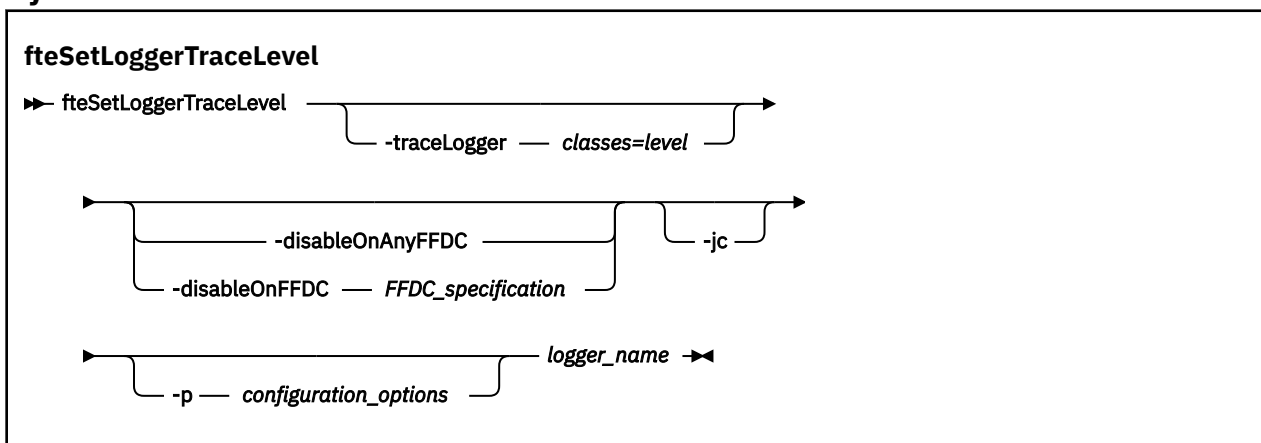 fteSetLoggerTraceLevel
fteSetLoggerTraceLevel
-traceLogger classes=level
-disableOnAnyFFDC
-jc
-disableOnFFDC FFDC_specification
logger_name
-p configuration_options